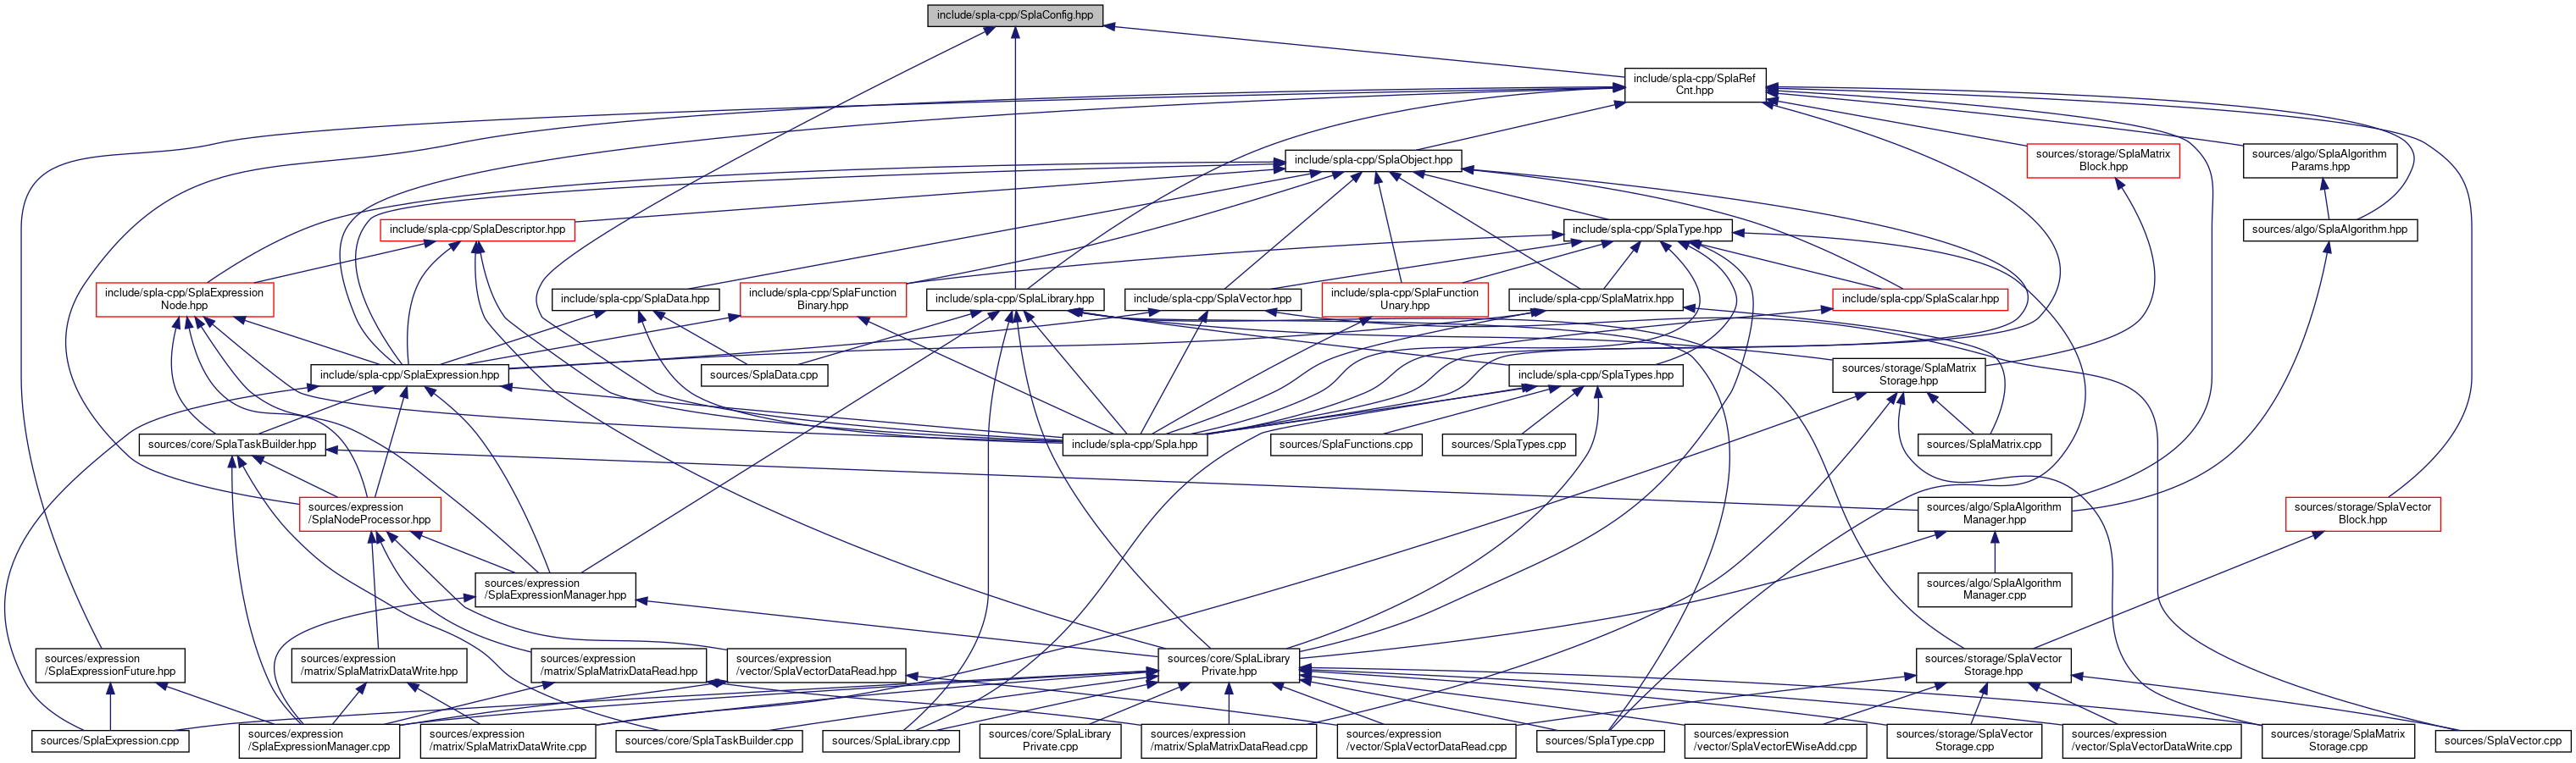 include/spla-cpp/SplaConfig.hpp
include/spla-cpp/SplaRef
Cnt.hpp
include/spla-cpp/SplaObject.hpp
sources/storage/SplaMatrix
Block.hpp
sources/algo/SplaAlgorithm
Params.hpp
include/spla-cpp/SplaDescriptor.hpp
include/spla-cpp/SplaType.hpp
sources/algo/SplaAlgorithm.hpp
include/spla-cpp/SplaExpression
Node.hpp
include/spla-cpp/SplaData.hpp
include/spla-cpp/SplaFunction
Binary.hpp
include/spla-cpp/SplaLibrary.hpp
include/spla-cpp/SplaVector.hpp
include/spla-cpp/SplaFunction
Unary.hpp
include/spla-cpp/SplaMatrix.hpp
include/spla-cpp/SplaScalar.hpp
include/spla-cpp/SplaExpression.hpp
sources/SplaData.cpp
include/spla-cpp/SplaTypes.hpp
sources/storage/SplaMatrix
Storage.hpp
sources/core/SplaTaskBuilder.hpp
include/spla-cpp/Spla.hpp
sources/SplaFunctions.cpp
sources/SplaTypes.cpp
sources/SplaMatrix.cpp
sources/expression
/SplaNodeProcessor.hpp
sources/algo/SplaAlgorithm
Manager.hpp
sources/storage/SplaVector
Block.hpp
sources/expression
/SplaExpressionManager.hpp
sources/algo/SplaAlgorithm
Manager.cpp
sources/expression
/SplaExpressionFuture.hpp
sources/expression
/matrix/SplaMatrixDataWrite.hpp
sources/expression
/matrix/SplaMatrixDataRead.hpp
sources/expression
/vector/SplaVectorDataRead.hpp
sources/core/SplaLibrary
Private.hpp
sources/storage/SplaVector
Storage.hpp
sources/SplaExpression.cpp
sources/expression
/SplaExpressionManager.cpp
sources/expression
/matrix/SplaMatrixDataWrite.cpp
sources/core/SplaTaskBuilder.cpp
sources/SplaLibrary.cpp
sources/core/SplaLibrary
Private.cpp
sources/expression
/matrix/SplaMatrixDataRead.cpp
sources/expression
/vector/SplaVectorDataRead.cpp
sources/SplaType.cpp
sources/expression
/vector/SplaVectorEWiseAdd.cpp
sources/storage/SplaVector
Storage.cpp
sources/expression
/vector/SplaVectorDataWrite.cpp
sources/storage/SplaMatrix
Storage.cpp
sources/SplaVector.cpp